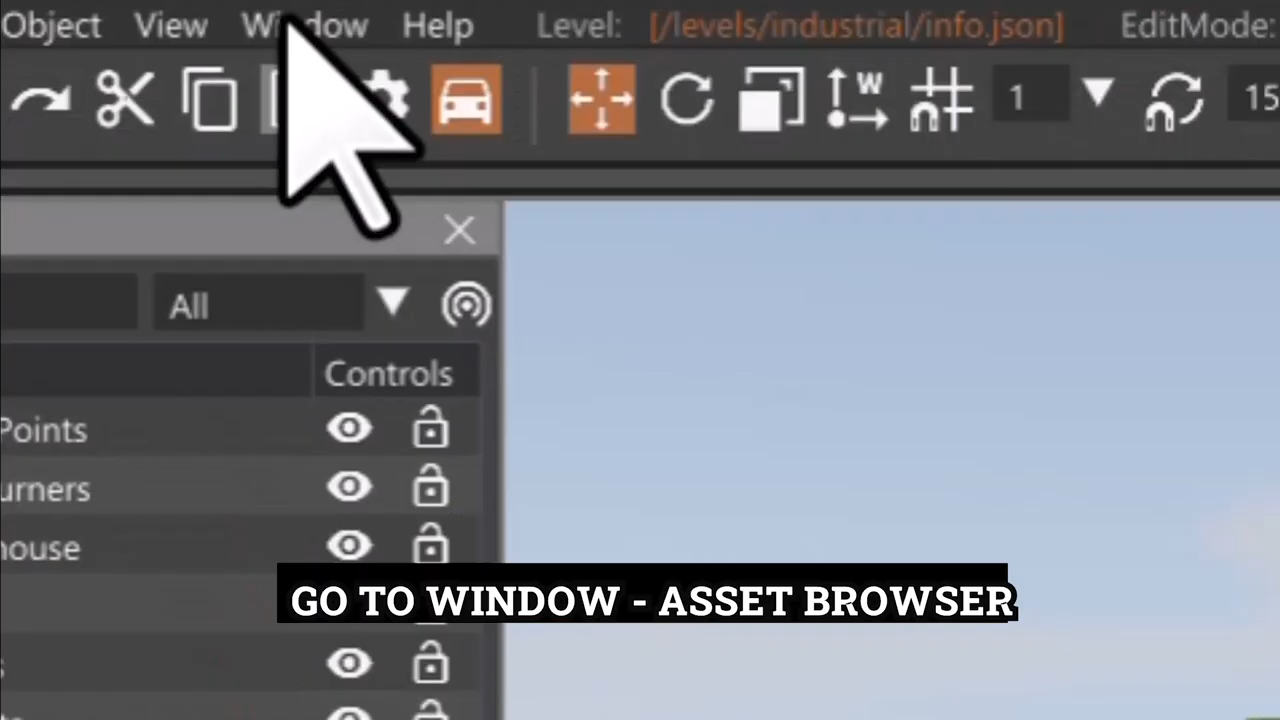 Object View Window Help Level: [/levels/industrial/info.json] EditMode:
W 1 15
All
Controls
Points
urners
house
GO TO WINDOW - ASSET BROWSER
s